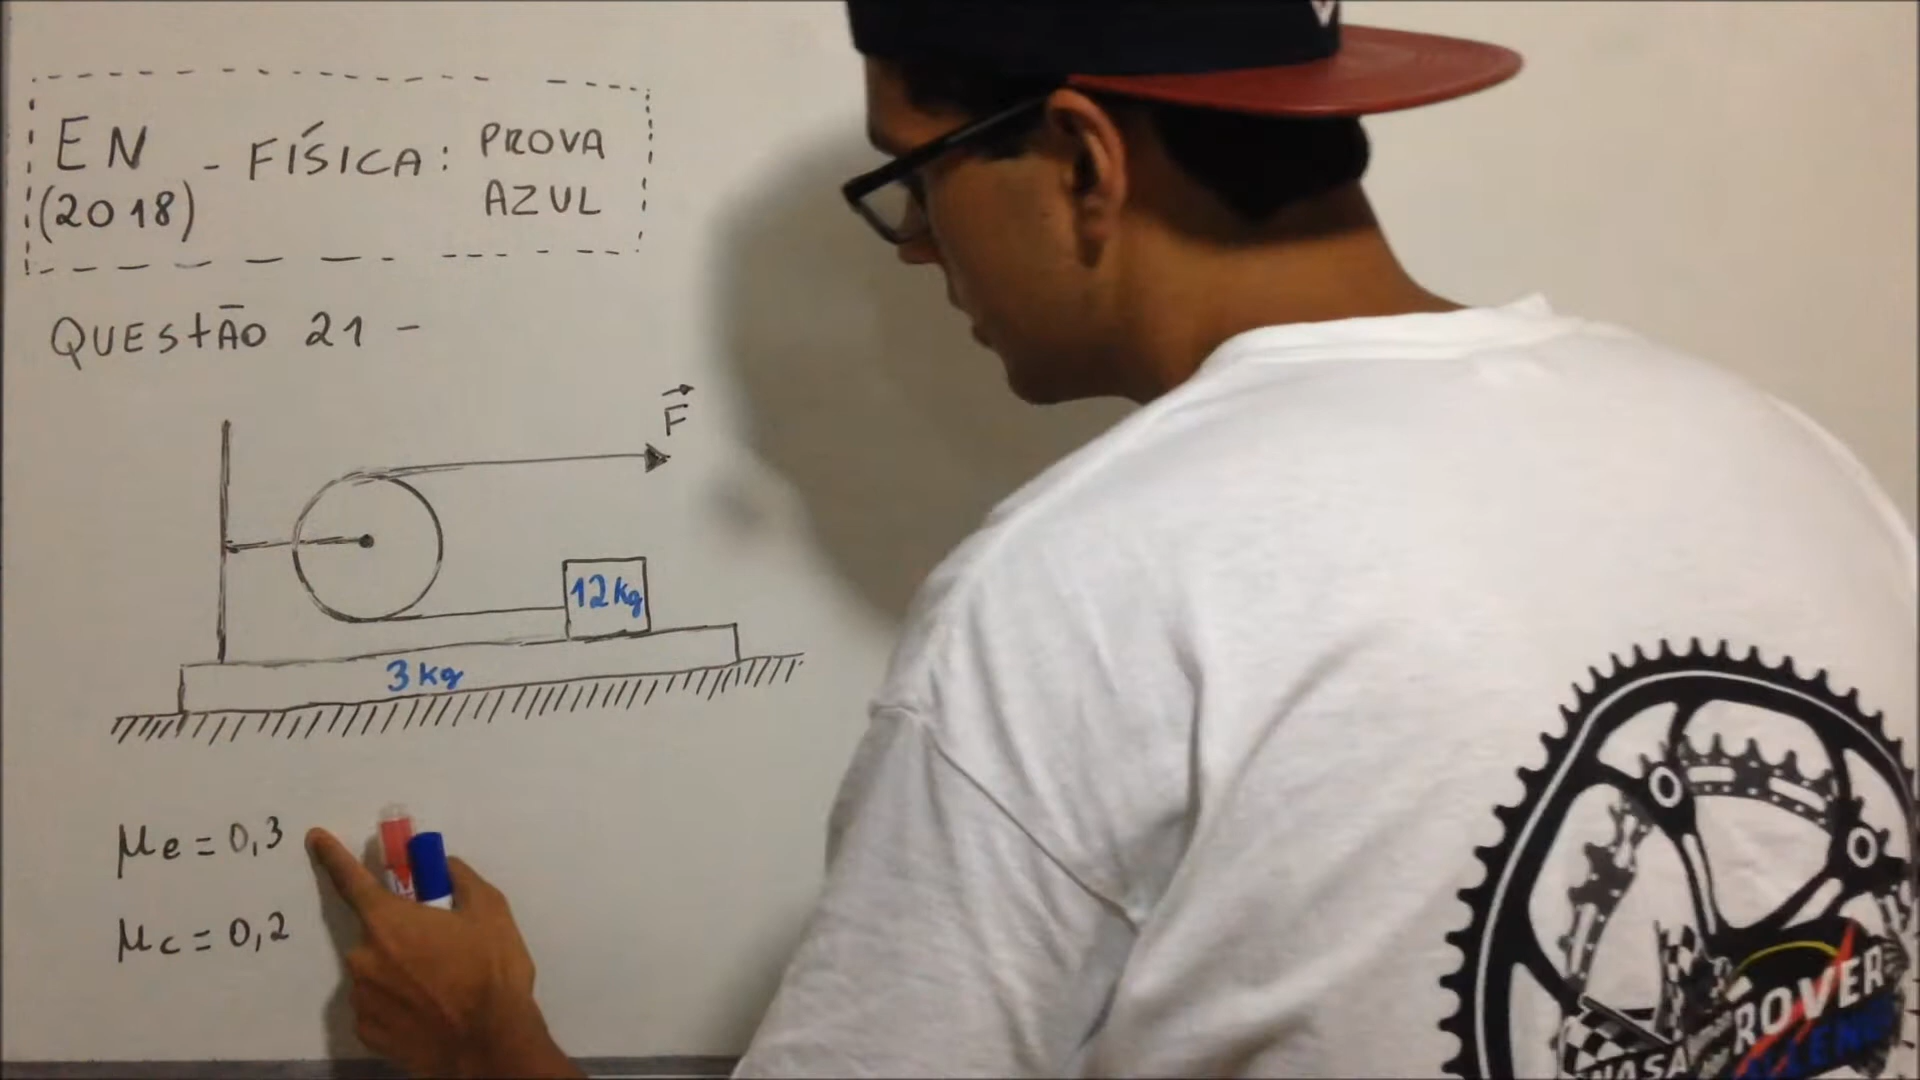 EN (2018) - FÍSICA: PROVA AZUL
QUESTÃO 21 -
F
12 kg
3 kg
μe = 0,3
μc = 0,2
ROVER
NASA